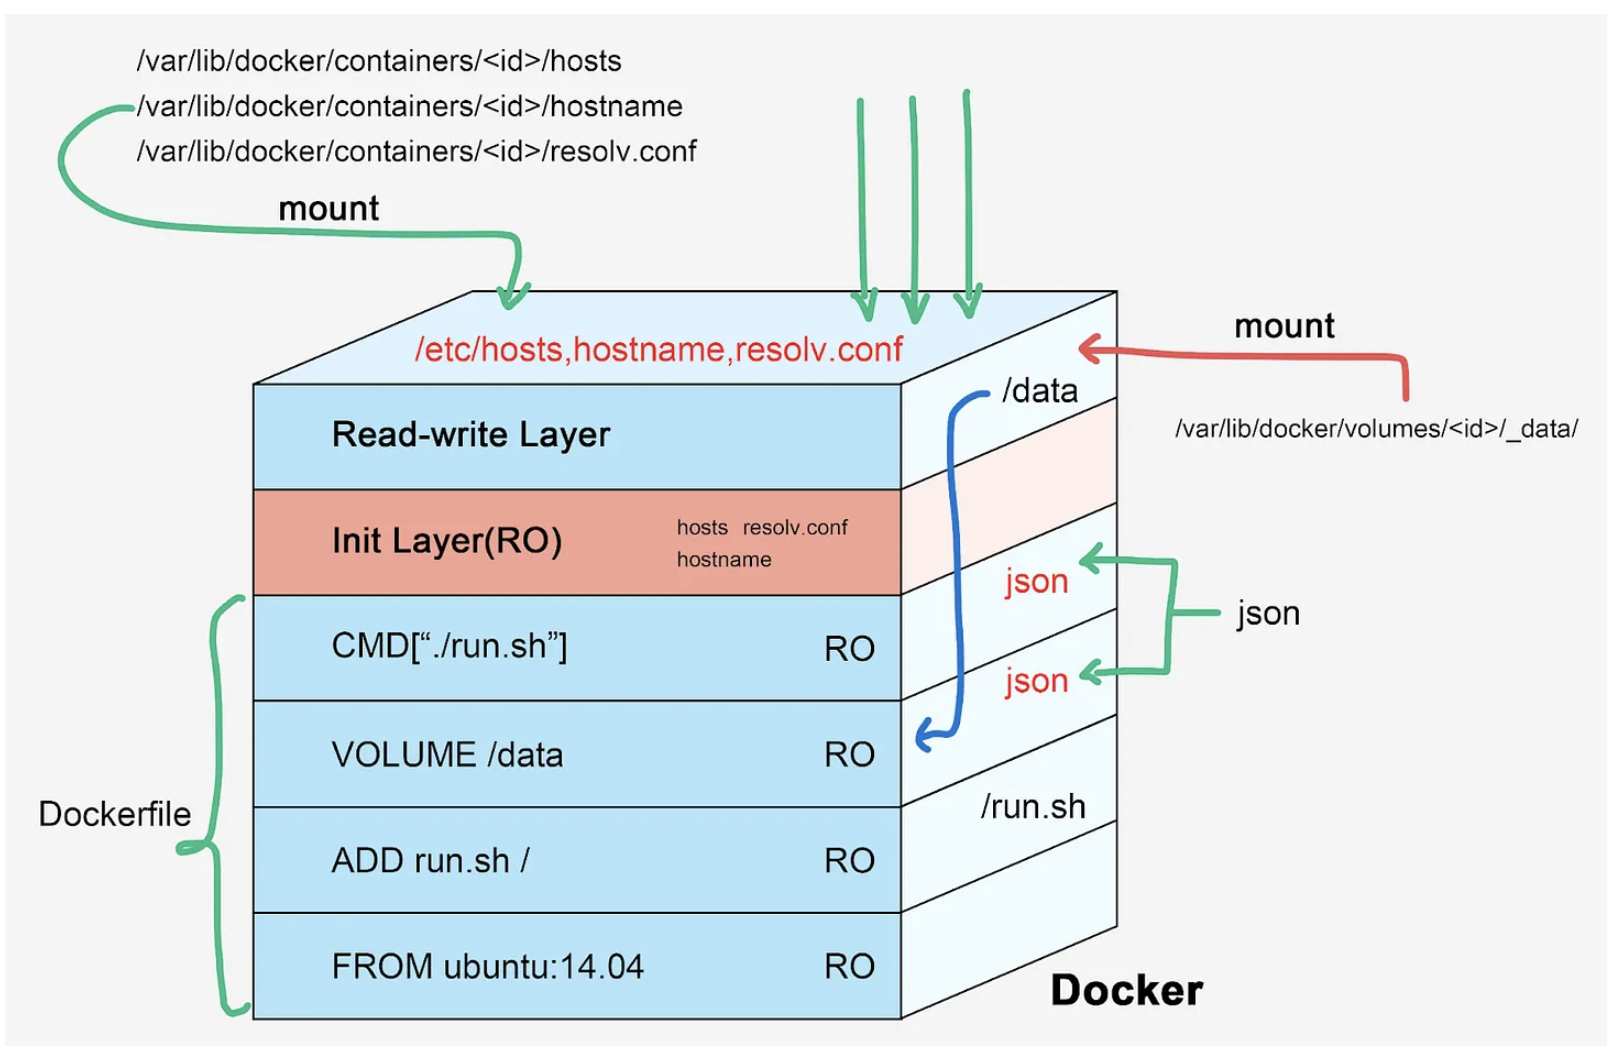 /var/lib/docker/containers/<id>/hosts
/var/lib/docker/containers/<id>/hostname
/var/lib/docker/containers/<id>/resolv.conf
mount
/etc/hosts,hostname,resolv.conf
mount
/data
/var/lib/docker/volumes/<id>/_data/
Read-write Layer
Init Layer(RO)
hosts resolv.conf
hostname
json
json
json
CMD[“./run.sh”] RO
VOLUME /data RO
/run.sh
Dockerfile
ADD run.sh / RO
FROM ubuntu:14.04 RO
Docker